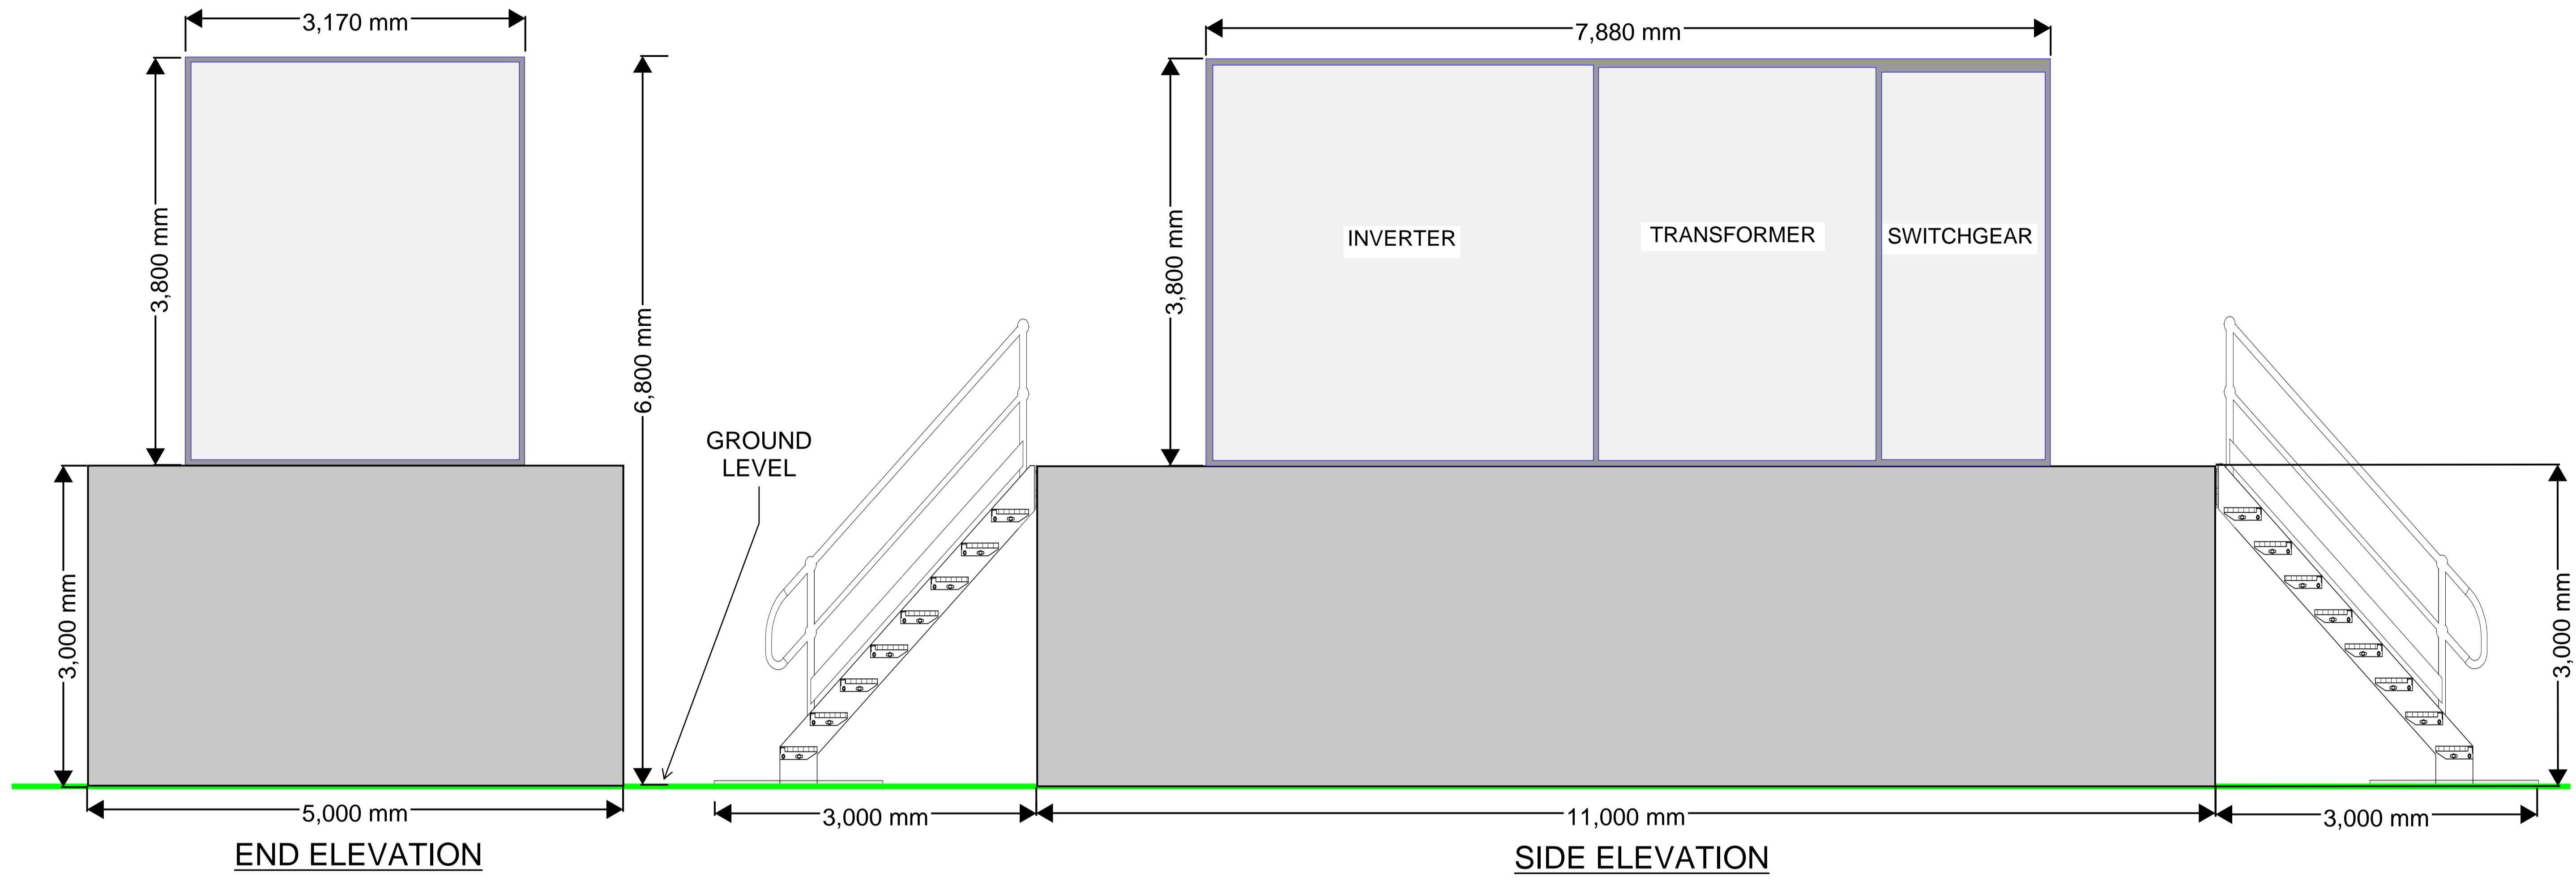 3,170 mm
7,880 mm
3,800 mm
6,800 mm
3,800 mm
INVERTER
TRANSFORMER
SWITCHGEAR
GROUND
LEVEL
3,000 mm
3,000 mm
5,000 mm
3,000 mm
11,000 mm
3,000 mm
END ELEVATION
SIDE ELEVATION